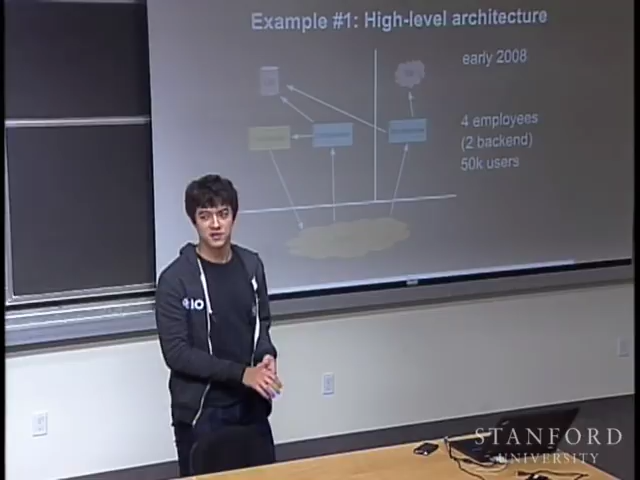 Example #1: High-level architecture
early 2008
4 employees
(2 backend)
50k users
IO
STANFORD
UNIVERSITY